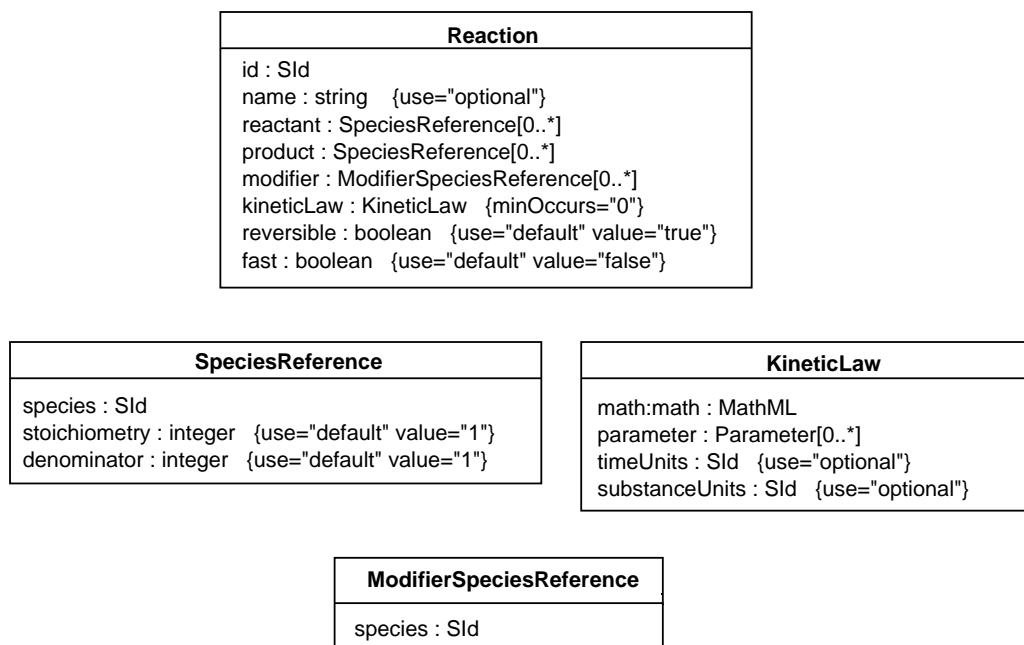 Reaction
id : SId
name : string {use="optional"}
reactant : SpeciesReference[0..*]
product : SpeciesReference[0..*]
modifier : ModifierSpeciesReference[0..*]
kineticLaw : KineticLaw {minOccurs="0"}
reversible : boolean {use="default" value="true"}
fast : boolean {use="default" value="false"}
SpeciesReference
species : SId
stoichiometry : integer {use="default" value="1"}
denominator : integer {use="default" value="1"}
KineticLaw
math:math : MathML
parameter : Parameter[0..*]
timeUnits : SId {use="optional"}
substanceUnits : SId {use="optional"}
ModifierSpeciesReference
species : SId